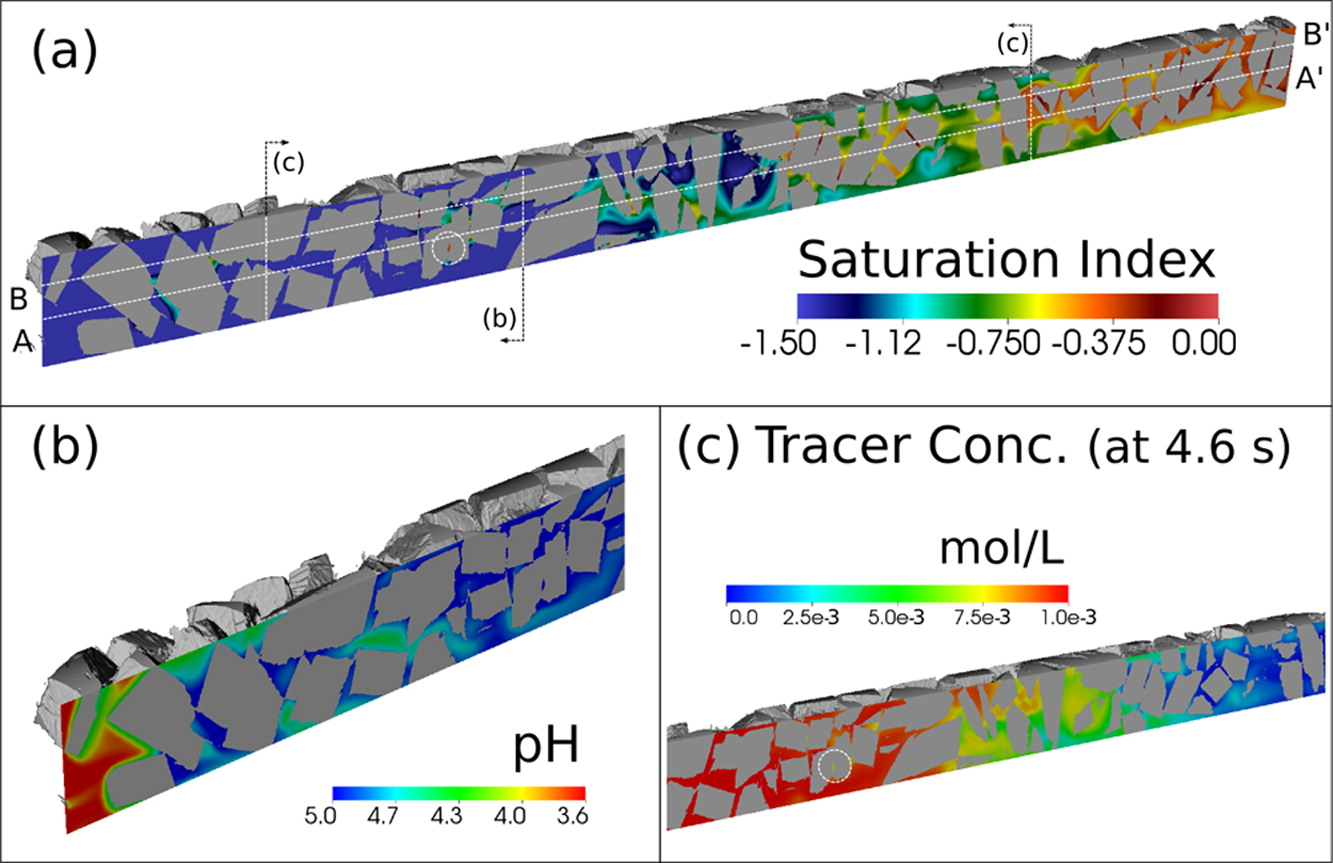 (a)
(c)
B'
A'
(c)
B
A
(b)
Saturation Index
-1.50 -1.12 -0.750 -0.375 0.00
(b)
pH
5.0 4.7 4.3 4.0 3.6
(c) Tracer Conc. (at 4.6 s)
mol/L
0.0 2.5e-3 5.0e-3 7.5e-3 1.0e-3